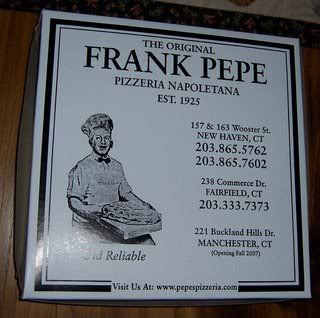 THE ORIGINAL
FRANK PEPE
PIZZERIA NAPOLETANA
EST. 1925
157 & 163 Wooster St.
NEW HAVEN, CT
203.865.5762
203.865.7602
238 Commerce Dr.
FAIRFIELD, CT
203.333.7373
221 Buckland Hills Dr.
MANCHESTER, CT
(Opening Fall 2007)
Old Reliable
Visit Us At: www.pepespizzeria.com